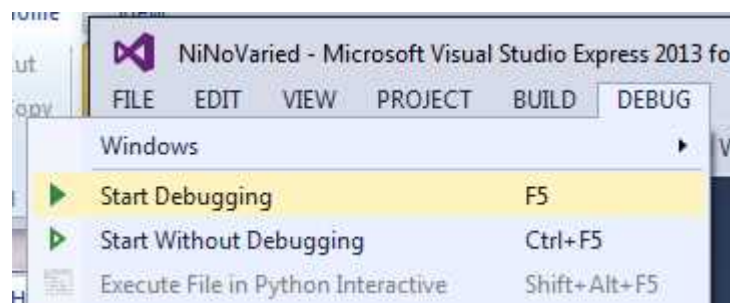 NiNoVaried - Microsoft Visual Studio Express 2013 fo
FILE EDIT VIEW PROJECT BUILD DEBUG
Windows
Start Debugging F5
Start Without Debugging Ctrl+F5
Execute File in Python Interactive Shift+Alt+F5